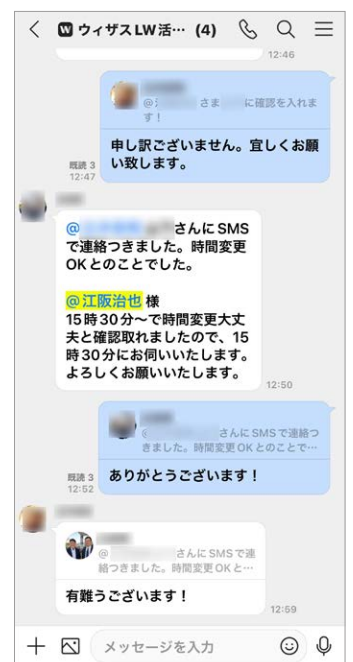 ウィザスLW活… (4)
12:46
@ さま に確認を入れま
す！
申し訳ございません。宜しくお願
い致します。
既読 3
12:47
@ さんにSMS
で連絡つきました。時間変更
OKとのことでした。
@江阪治也 様
15時30分～で時間変更大丈
夫と確認取れましたので、15
時30分にお伺いいたします。
よろしくお願いいたします。
12:50
さんにSMSで連絡つ
きました。時間変更OKとのことで…
ありがとうございます！
既読 3
12:52
@ さんにSMSで連
絡つきました。時間変更OKと…
有難うございます！
12:59
メッセージを入力